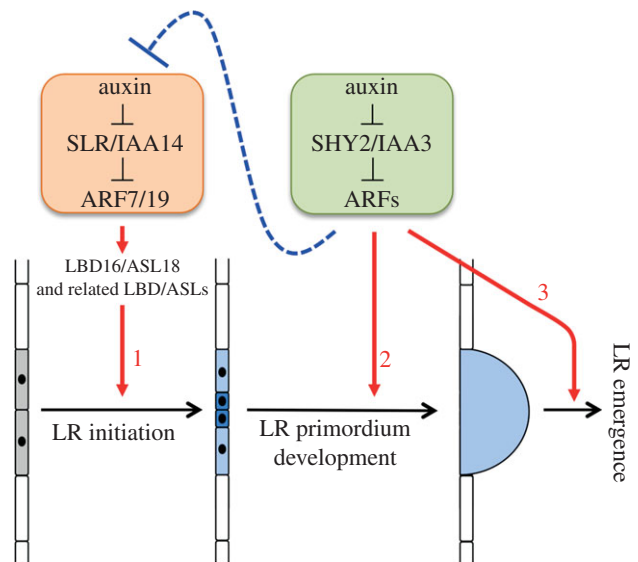 auxin
SLR/IAA14
ARF7/19
auxin
SHY2/IAA3
ARFs
LBD16/ASL18
and related LBD/ASLs
1
2
3
LR initiation
LR primordium
development
LR emergence